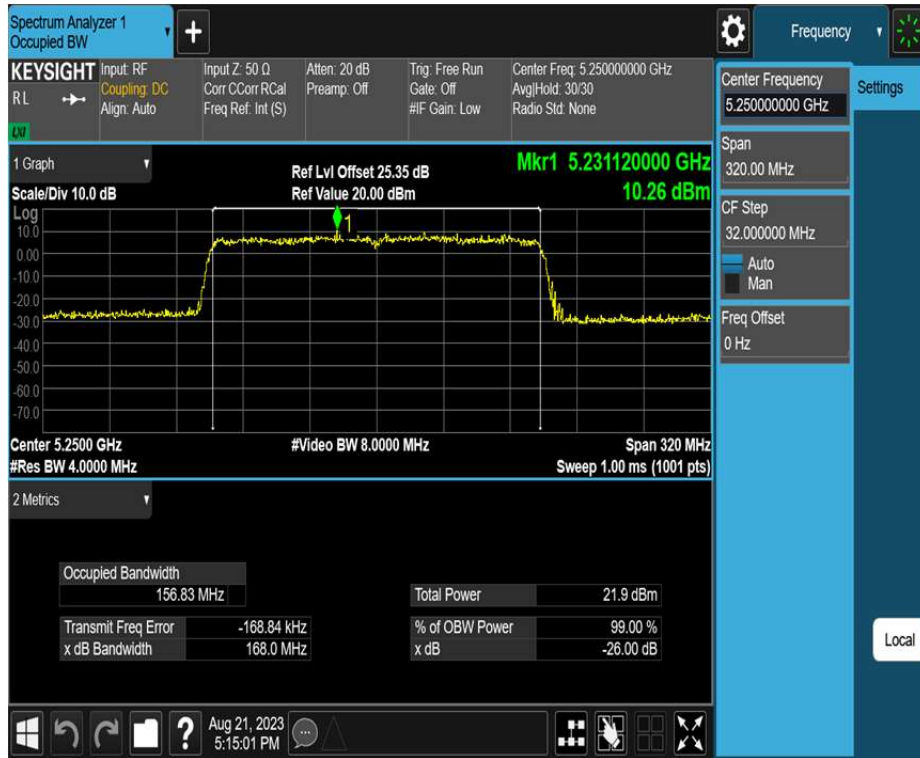 Spectrum Analyzer 1
Occupied BW
+
Frequency
KEYSIGHT
R L
LXI
Input: RF
Coupling: DC
Align: Auto
Input Z: 50 Ω
Corr CCorr RCal
Freq Ref: Int (S)
Atten: 20 dB
Preamp: Off
Trig: Free Run
Gate: Off
#IF Gain: Low
Center Freq: 5.250000000 GHz
Avg|Hold: 30/30
Radio Std: None
Center Frequency
5.250000000 GHz
Settings
Span
320.00 MHz
CF Step
32.000000 MHz
Auto
Man
Freq Offset
0 Hz
1 Graph
Scale/Div 10.0 dB
Ref Lvl Offset 25.35 dB
Ref Value 20.00 dBm
Mkr1 5.231120000 GHz
10.26 dBm
Log
10.0
0.00
-10.0
-20.0
-30.0
-40.0
-50.0
-60.0
-70.0
1
Center 5.2500 GHz
#Video BW 8.0000 MHz
Span 320 MHz
#Res BW 4.0000 MHz
Sweep 1.00 ms (1001 pts)
2 Metrics
Occupied Bandwidth
156.83 MHz
Total Power 21.9 dBm
Transmit Freq Error -168.84 kHz
% of OBW Power 99.00 %
x dB Bandwidth 168.0 MHz
x dB -26.00 dB
Local
?
Aug 21, 2023
5:15:01 PM